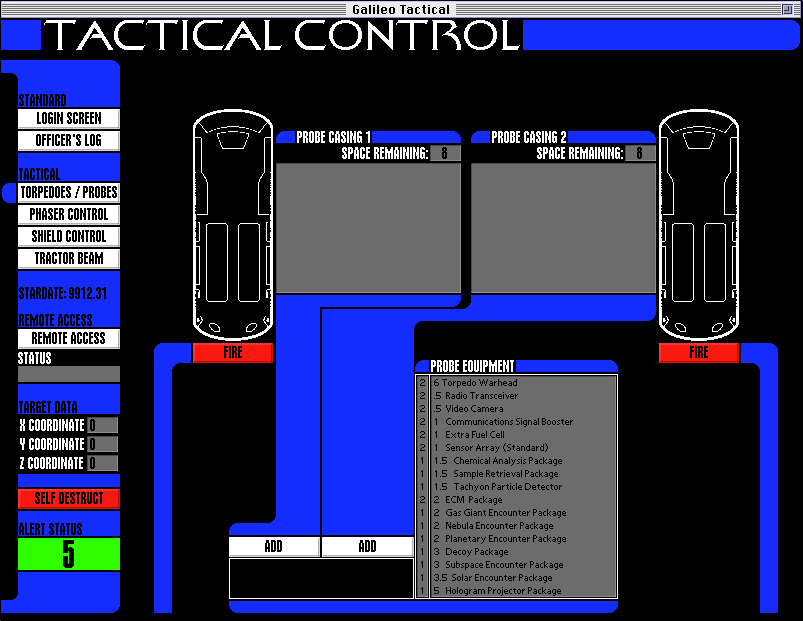 Galileo Tactical
TACTICAL CONTROL
STANDARD
LOGIN SCREEN
OFFICER'S LOG
TACTICAL
TORPEDOES / PROBES
PHASER CONTROL
SHIELD CONTROL
TRACTOR BEAM
STARDATE: 9912.31
REMOTE ACCESS
REMOTE ACCESS
STATUS
TARGET DATA
X COORDINATE 0
Y COORDINATE 0
Z COORDINATE 0
SELF DESTRUCT
ALERT STATUS
5
PROBE CASING 1
SPACE REMAINING: 8
PROBE CASING 2
SPACE REMAINING: 8
FIRE
FIRE
ADD
ADD
PROBE EQUIPMENT
2 6 Torpedo Warhead
2 .5 Radio Transceiver
2 .5 Video Camera
2 1 Communications Signal Booster
2 1 Extra Fuel Cell
2 1 Sensor Array (Standard)
1 1.5 Chemical Analysis Package
1 1.5 Sample Retrieval Package
1 1.5 Tachyon Particle Detector
2 2 ECM Package
1 2 Gas Giant Encounter Package
1 2 Nebula Encounter Package
1 2 Planetary Encounter Package
1 3 Decoy Package
1 3 Subspace Encounter Package
1 3.5 Solar Encounter Package
1 5 Hologram Projector Package